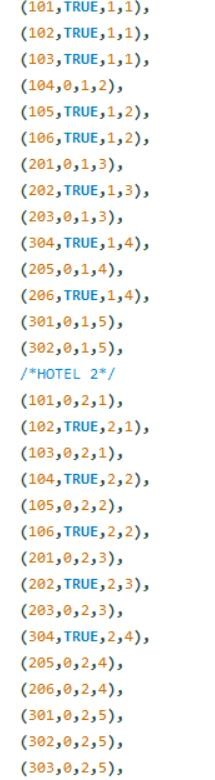 (101,TRUE,1,1),
(102,TRUE,1,1),
(103,TRUE,1,1),
(104,0,1,2),
(105,TRUE,1,2),
(106,TRUE,1,2),
(201,0,1,3),
(202,TRUE,1,3),
(203,0,1,3),
(304,TRUE,1,4),
(205,0,1,4),
(206,TRUE,1,4),
(301,0,1,5),
(302,0,1,5),
/*HOTEL 2*/
(101,0,2,1),
(102,TRUE,2,1),
(103,0,2,1),
(104,TRUE,2,2),
(105,0,2,2),
(106,TRUE,2,2),
(201,0,2,3),
(202,TRUE,2,3),
(203,0,2,3),
(304,TRUE,2,4),
(205,0,2,4),
(206,0,2,4),
(301,0,2,5),
(302,0,2,5),
(303,0,2,5),